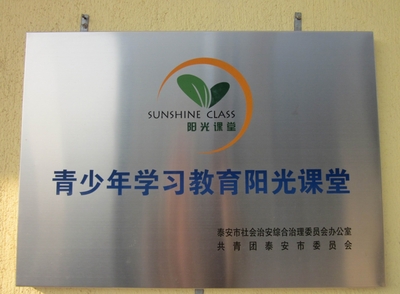 SUNSHINE CLASS
阳光课堂
青少年学习教育阳光课堂
泰安市社会治安综合治理委员会办公室
共青团泰安市委员会